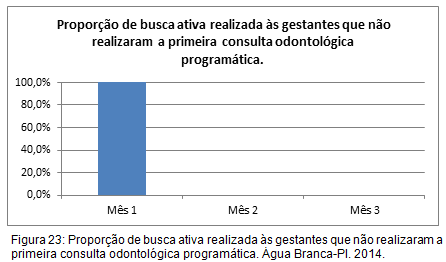 Proporção de busca ativa realizada às gestantes que não
realizaram a primeira consulta odontológica
programática.
100,0%
80,0%
60,0%
40,0%
20,0%
0,0%
Mês 1 Mês 2 Mês 3
Figura 23: Proporção de busca ativa realizada às gestantes que não realizaram a
primeira consulta odontológica programática. Água Branca-PI. 2014.